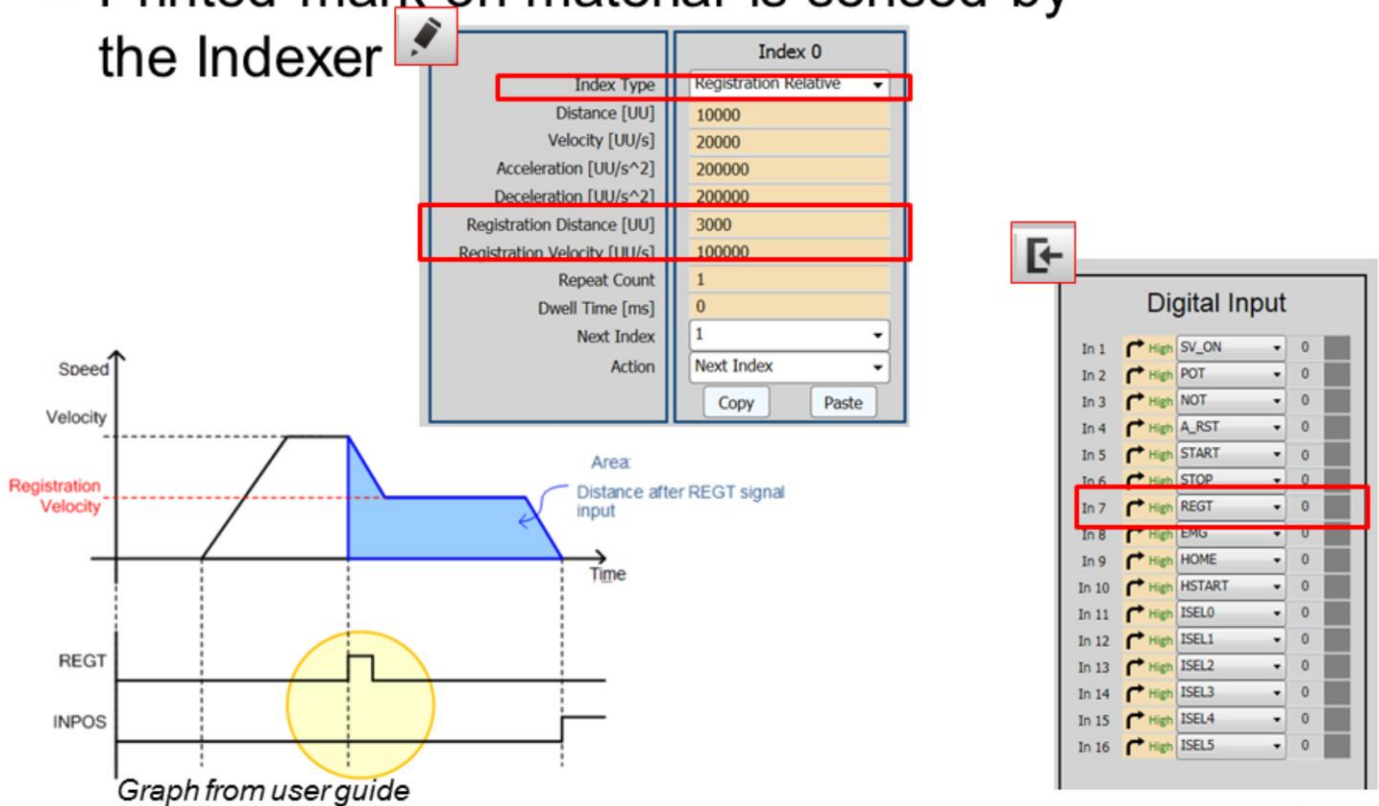 Printed mark on material is sensed by
the Indexer
Index 0
Index Type Registration Relative
Distance [UU] 10000
Velocity [UU/s] 20000
Acceleration [UU/s^2] 200000
Deceleration [UU/s^2] 200000
Registration Distance [UU] 3000
Registration Velocity [UU/s] 100000
Repeat Count 1
Dwell Time [ms] 0
Next Index 1
Action Next Index
Copy Paste
Speed
Velocity
Registration
Velocity
Area:
Distance after REGT signal
input
Time
REGT
INPOS
Graph from user guide
Digital Input
In 1 High SV_ON 0
In 2 High POT 0
In 3 High NOT 0
In 4 High A_RST 0
In 5 High START 0
In 6 High STOP 0
In 7 High REGT 0
In 8 High EMG 0
In 9 High HOME 0
In 10 High HSTART 0
In 11 High ISEL0 0
In 12 High ISEL1 0
In 13 High ISEL2 0
In 14 High ISEL3 0
In 15 High ISEL4 0
In 16 High ISEL5 0